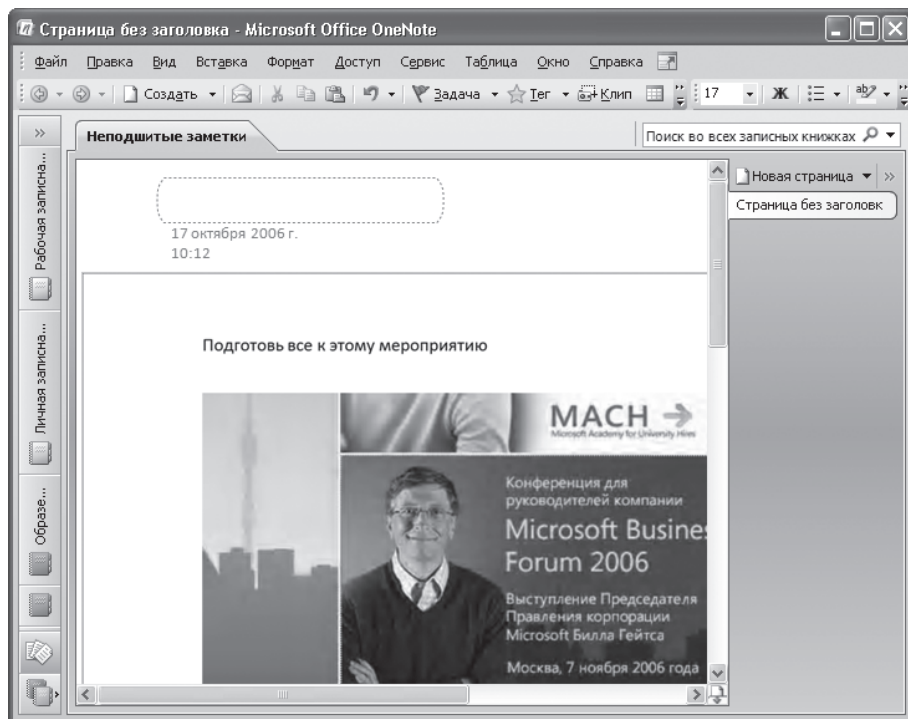 Страница без заголовка - Microsoft Office OneNote
Файл Правка Вид Вставка Формат Доступ Сервис Таблица Окно Справка
Создать Задача Тег Клип 17 Ж ab
Неподшитые заметки
Поиск во всех записных книжках
Новая страница
Страница без заголовк
Рабочая записна...
Личная записна...
Образе...
17 октября 2006 г.
10:12
Подготовь все к этому мероприятию
MACH
Microsoft Academy for University Hires
Конференция для
руководителей компании
Microsoft Busines
Forum 2006
Выступление Председателя
Правления корпорации
Microsoft Билла Гейтса
Москва, 7 ноября 2006 года